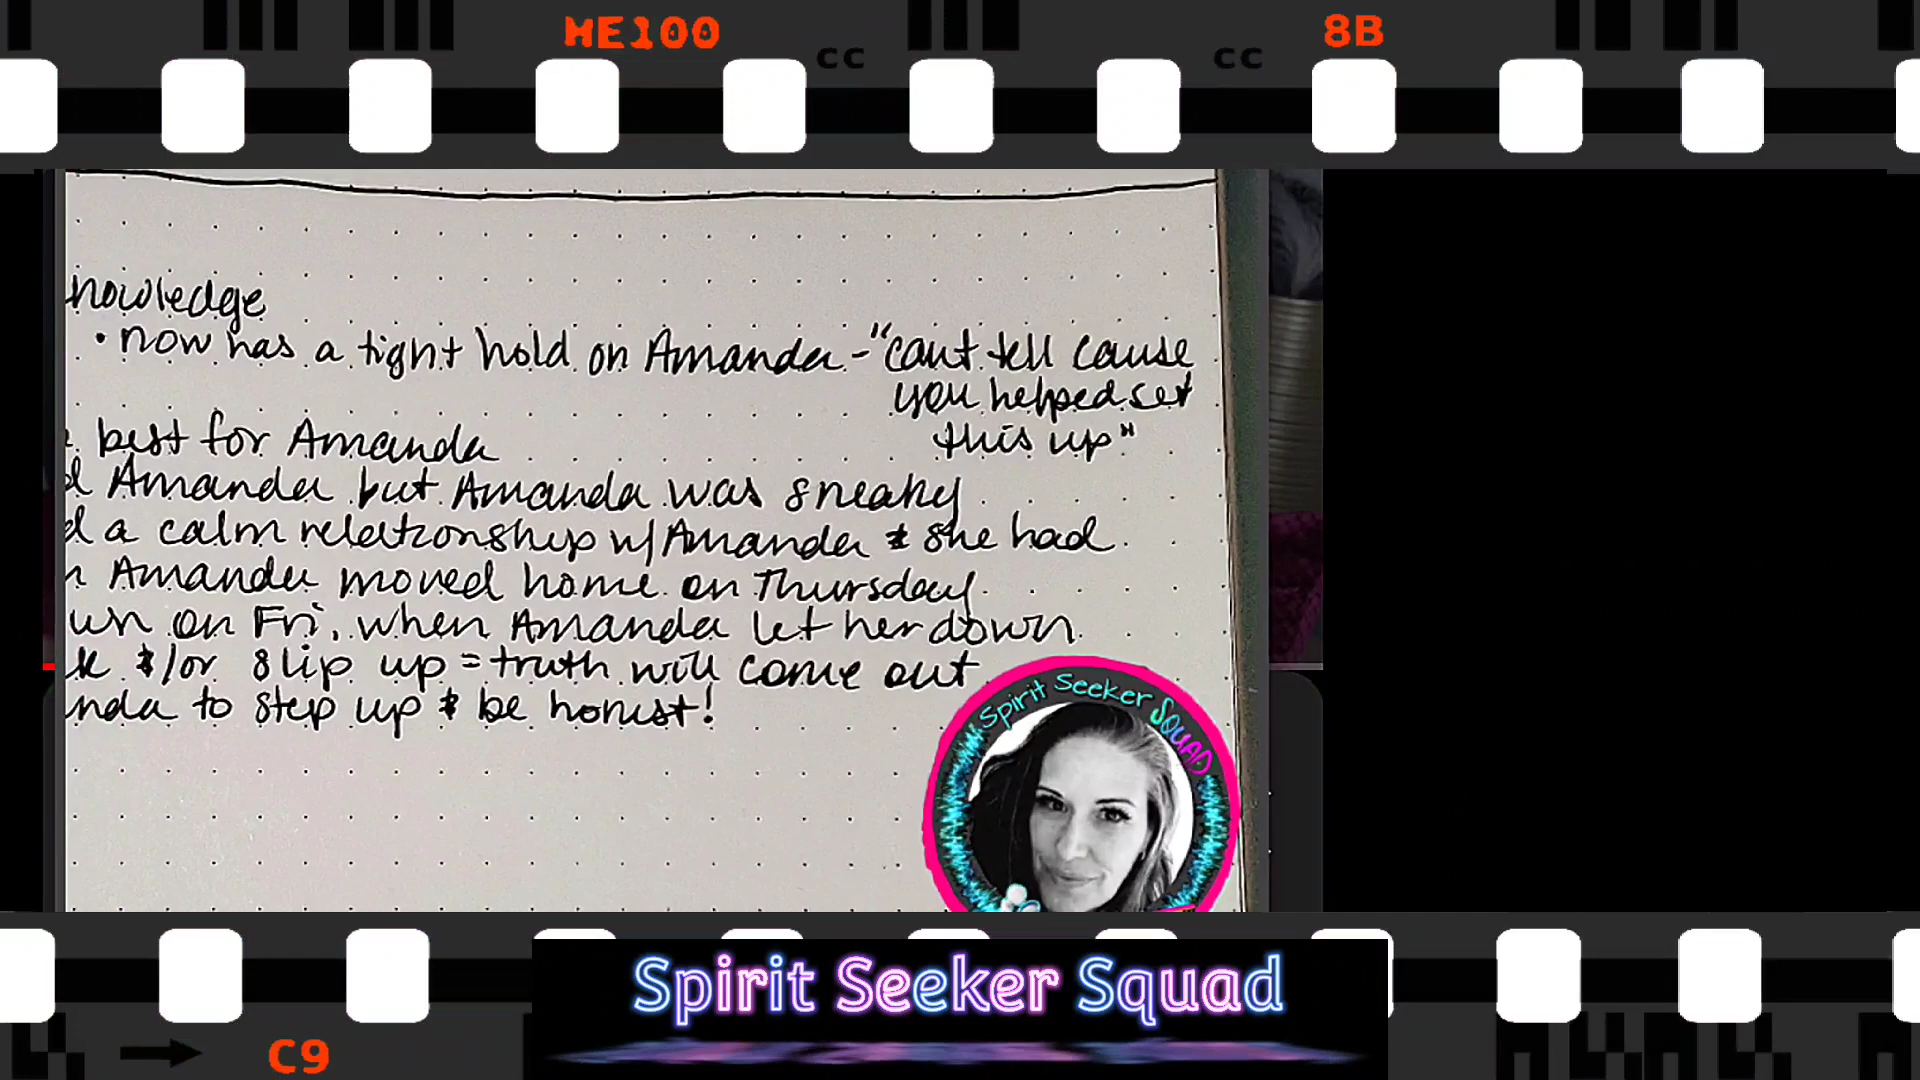 ME100
8B
cc
cc
nowledge
• now has a tight hold on Amanda - "cant tell cause
you helped set
this up"
best for Amanda
d Amanda but Amanda was sneaky
d a calm relationship w/Amanda & she had
Amanda moved home on Thursday
wn on Fri, when Amanda let her down
k &/or slip up = truth will come out
nda to step up & be honest!
Spirit Seeker SQUAD
Spirit Seeker Squad
C9